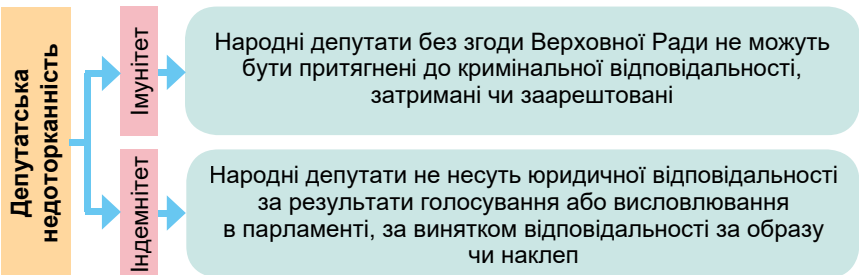 Депутатська
недоторканність
Імунітет
Народні депутати без згоди Верховної Ради не можуть
бути притягнені до кримінальної відповідальності,
затримані чи заарештовані
Індемнітет
Народні депутати не несуть юридичної відповідальності
за результати голосування або висловлювання
в парламенті, за винятком відповідальності за образу
чи наклеп